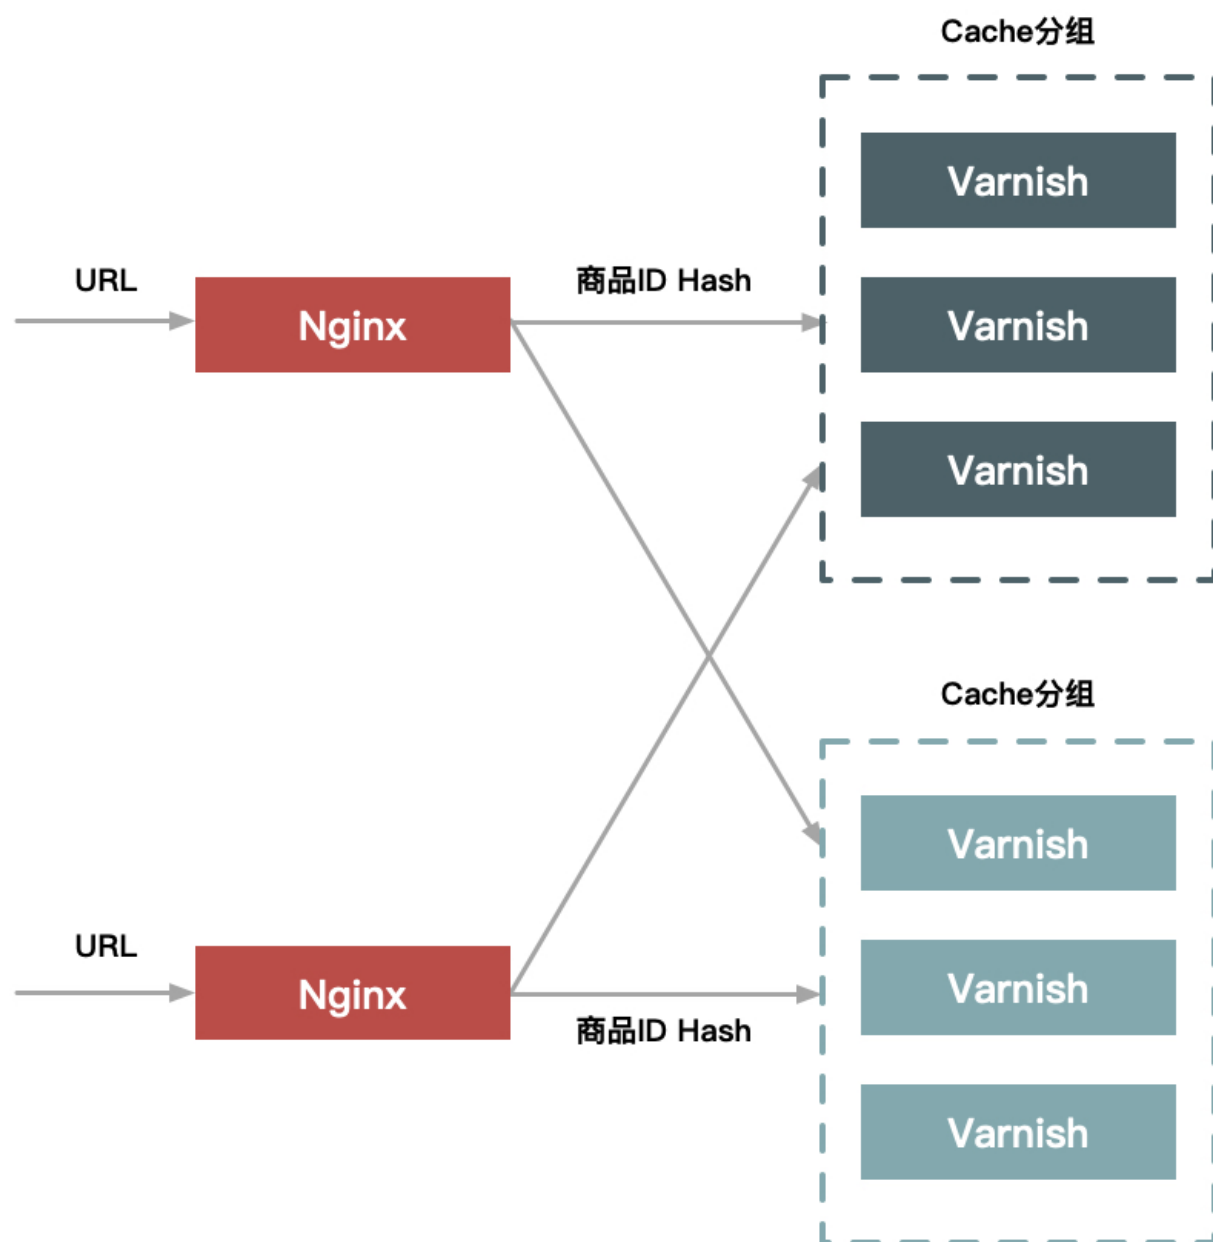 Cache分组
Varnish
URL
商品ID Hash
Nginx
Varnish
Varnish
Cache分组
Varnish
URL
Nginx
Varnish
商品ID Hash
Varnish